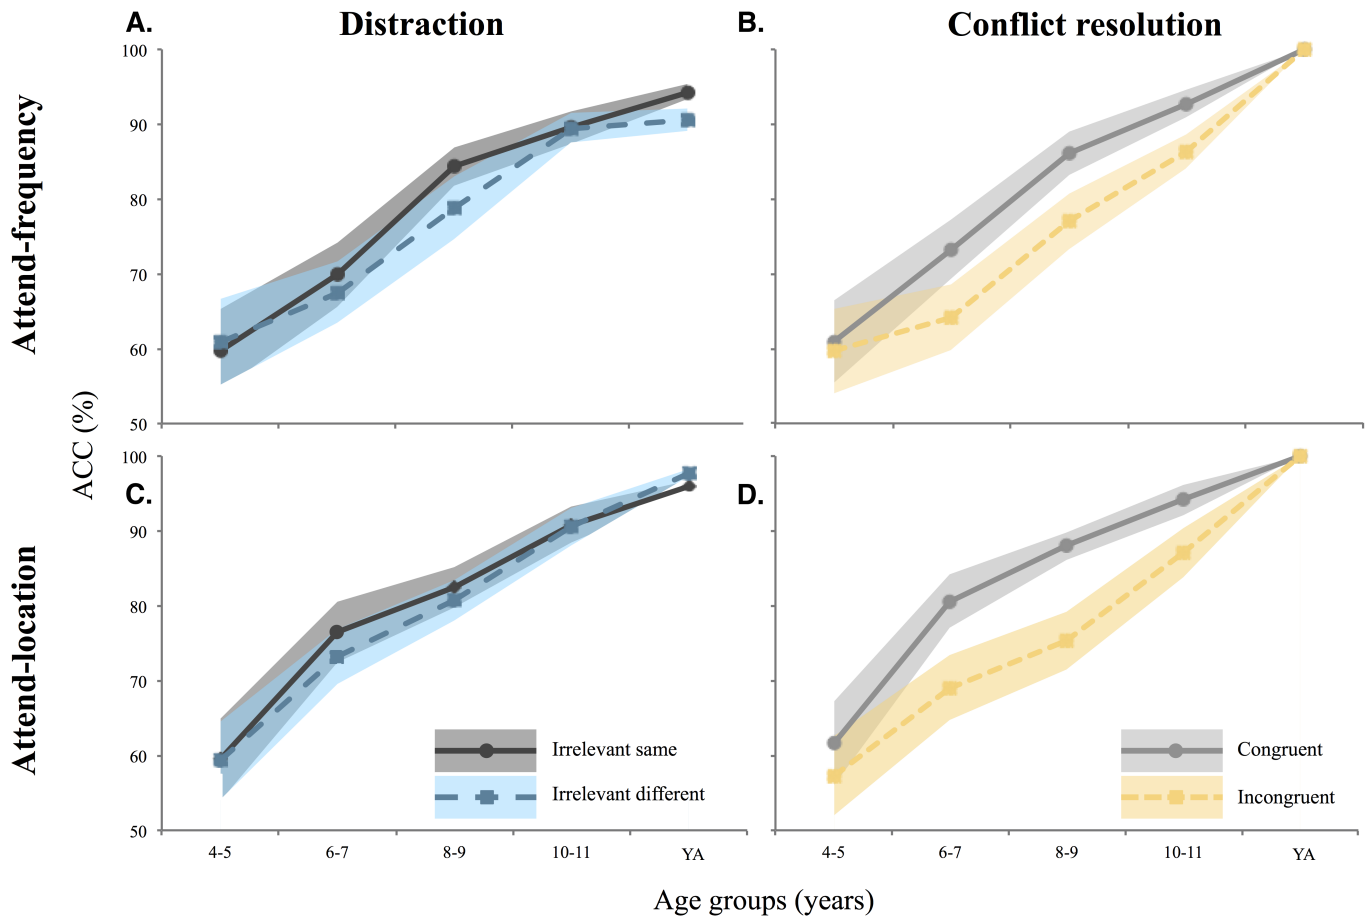 A.
Distraction
B.
Conflict resolution
Attend-frequency
100
90
80
70
60
50
ACC (%)
C.
D.
Attend-location
100
90
80
70
60
50
Irrelevant same
Irrelevant different
Congruent
Incongruent
4-5
6-7
8-9
10-11
YA
4-5
6-7
8-9
10-11
YA
Age groups (years)